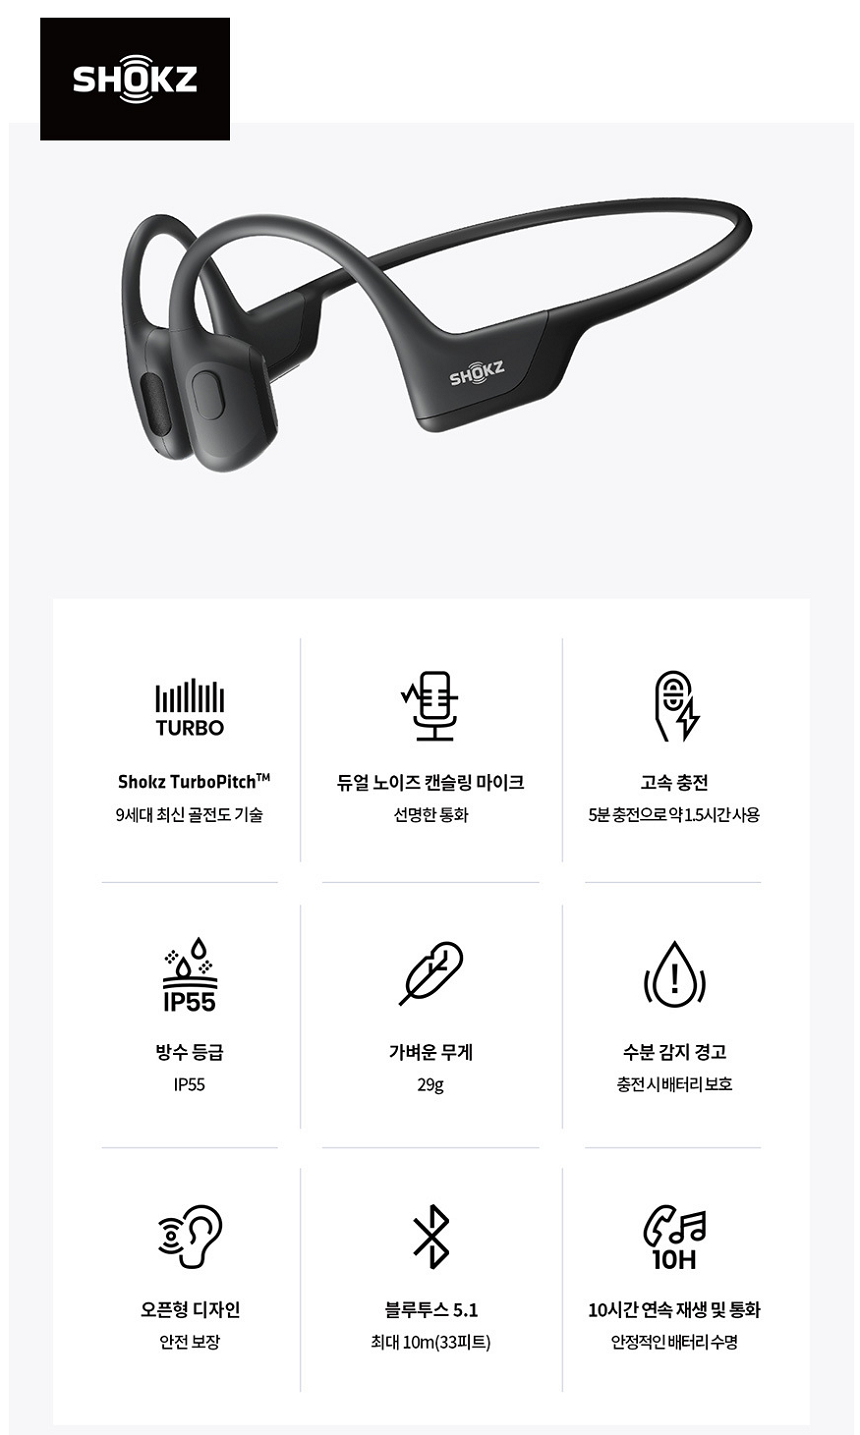 SHOKZ
SHOKZ
TURBO
Shokz TurboPitch™
9세대 최신 골전도 기술
듀얼 노이즈 캔슬링 마이크
선명한 통화
고속 충전
5분 충전으로 약 1.5시간 사용
IP55
방수 등급
IP55
가벼운 무게
29g
!
수분 감지 경고
충전 시 배터리 보호
오픈형 디자인
안전 보장
블루투스 5.1
최대 10m(33피트)
10H
10시간 연속 재생 및 통화
안정적인 배터리 수명